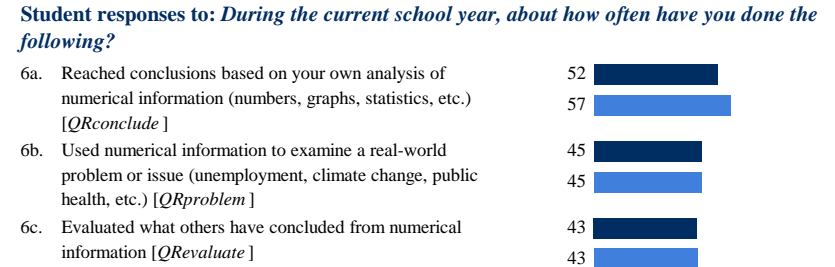 Student responses to: During the current school year, about how often have you done the
following?
6a. Reached conclusions based on your own analysis of 52
numerical information (numbers, graphs, statistics, etc.) 57
[QRconclude]
6b. Used numerical information to examine a real-world 45
problem or issue (unemployment, climate change, public 45
health, etc.) [QRproblem]
6c. Evaluated what others have concluded from numerical 43
information [QRevaluate] 43